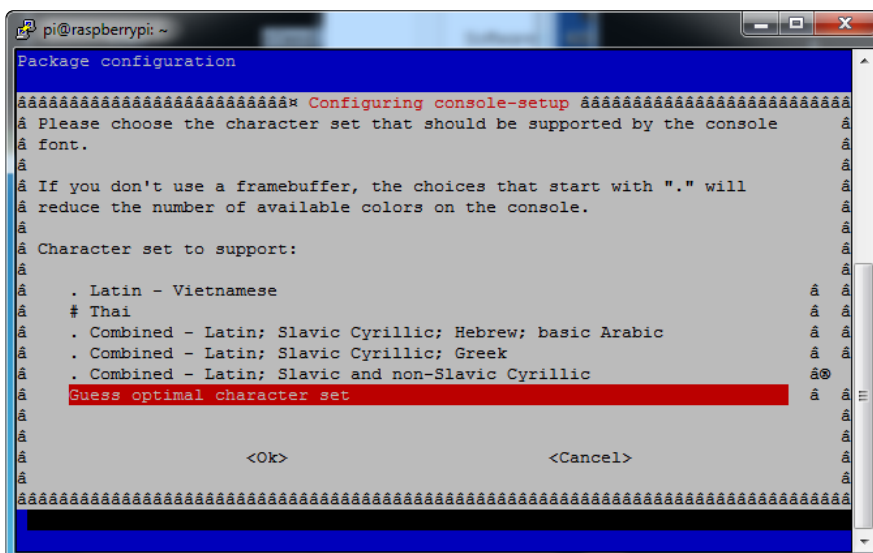 pi@raspberrypi: ~
Package configuration
ââââââââââââââââââââââââââ¤ Configuring console-setup ââââââââââââââââââââââââââ
â Please choose the character set that should be supported by the console â
â font. â
â â
â If you don't use a framebuffer, the choices that start with "." will â
â reduce the number of available colors on the console. â
â â
â Character set to support: â
â â
â . Latin - Vietnamese â â
â # Thai â â
â . Combined - Latin; Slavic Cyrillic; Hebrew; basic Arabic â â
â . Combined - Latin; Slavic Cyrillic; Greek â â
â . Combined - Latin; Slavic and non-Slavic Cyrillic â®
â Guess optimal character set â â
â â
â â
â <Ok> <Cancel> â
â â
ââââââââââââââââââââââââââââââââââââââââââââââââââââââââââââââââââââââââââââââââ